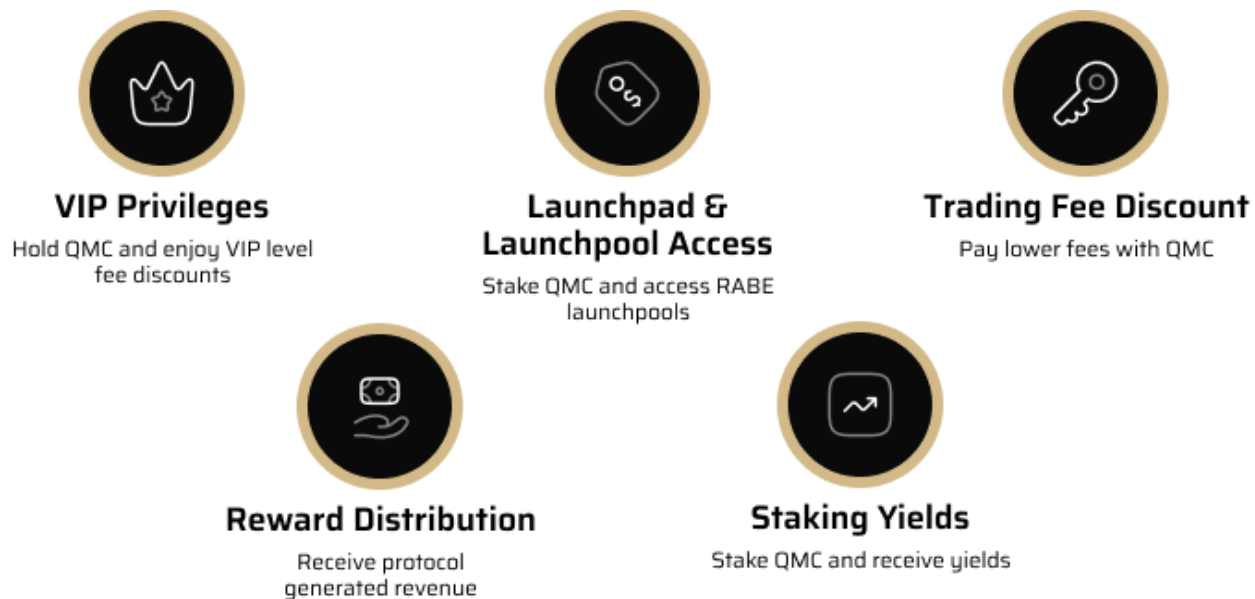 VIP Privileges
Hold QMC and enjoy VIP level
fee discounts
Launchpad &
Launchpool Access
Stake QMC and access RABE
launchpools
Trading Fee Discount
Pay lower fees with QMC
Reward Distribution
Receive protocol
generated revenue
Staking Yields
Stake QMC and receive yields